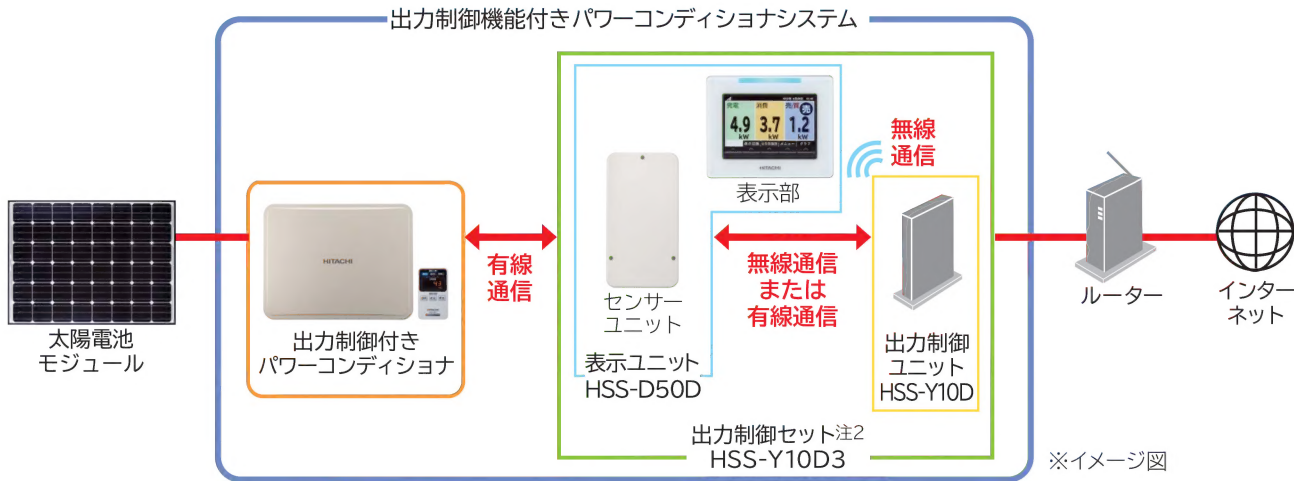 出力制御機能付きパワーコンディショナシステム
発電
消費
売/買
売
4.9
kW
3.7
kW
1.2
kW
HITACHI
表示部
無線
通信
HITACHI
有線
通信
センサー
ユニット
無線通信
または
有線通信
太陽電池
モジュール
出力制御付き
パワーコンディショナ
表示ユニット
HSS-D50D
出力制御
ユニット
HSS-Y10D
ルーター
インター
ネット
出力制御セット注2
HSS-Y10D3
※イメージ図